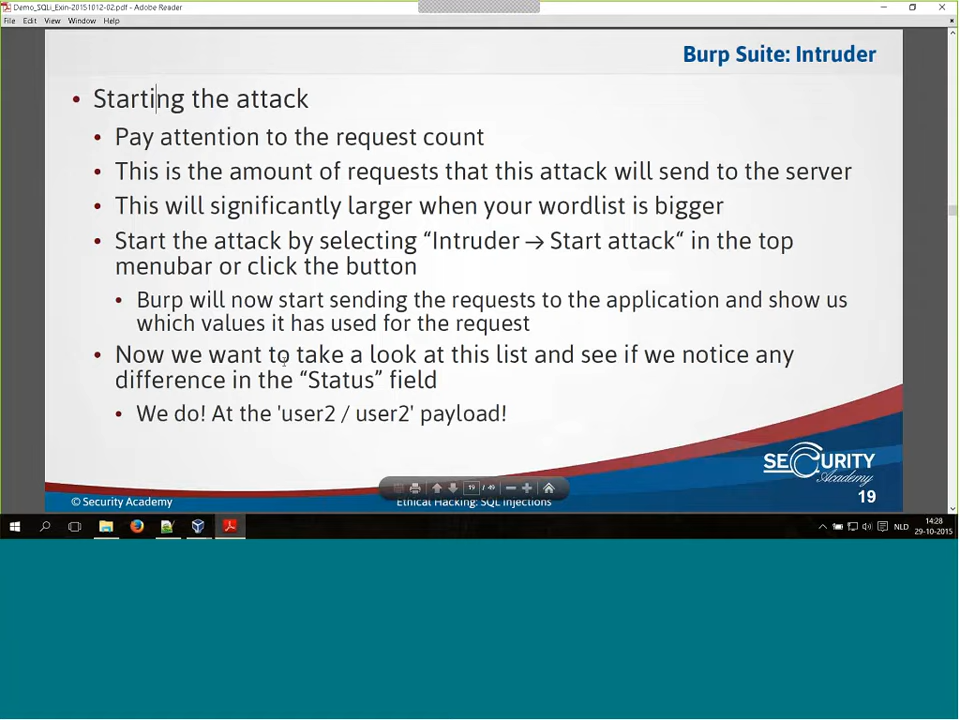 Demo_SQLi_Exin-20151012-02.pdf - Adobe Reader
File Edit View Window Help
Burp Suite: Intruder
• Starting the attack
• Pay attention to the request count
• This is the amount of requests that this attack will send to the server
• This will significantly larger when your wordlist is bigger
• Start the attack by selecting “Intruder → Start attack“ in the top
menubar or click the button
• Burp will now start sending the requests to the application and show us
which values it has used for the request
• Now we want to take a look at this list and see if we notice any
difference in the “Status” field
• We do! At the 'user2 / user2' payload!
SECURITY
Academy
19 / 49
© Security Academy
Ethical Hacking: SQL Injections
19
NLD
14:28
29-10-2015